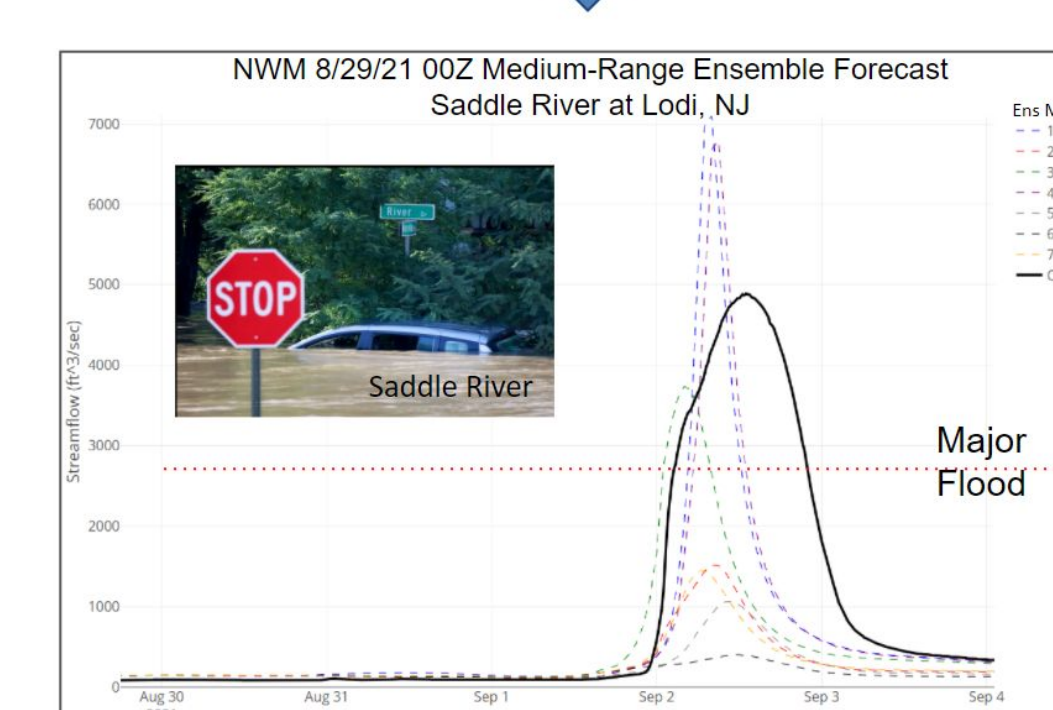 NWM 8/29/21 00Z Medium-Range Ensemble Forecast
Saddle River at Lodi, NJ
Ens
7000
6000
5000
4000
3000
2000
1000
0
Streamflow (ft^3/sec)
River
STOP
Saddle River
1
2
3
4
5
6
7
Major
Flood
Aug 30
Aug 31
Sep 1
Sep 2
Sep 3
Sep 4